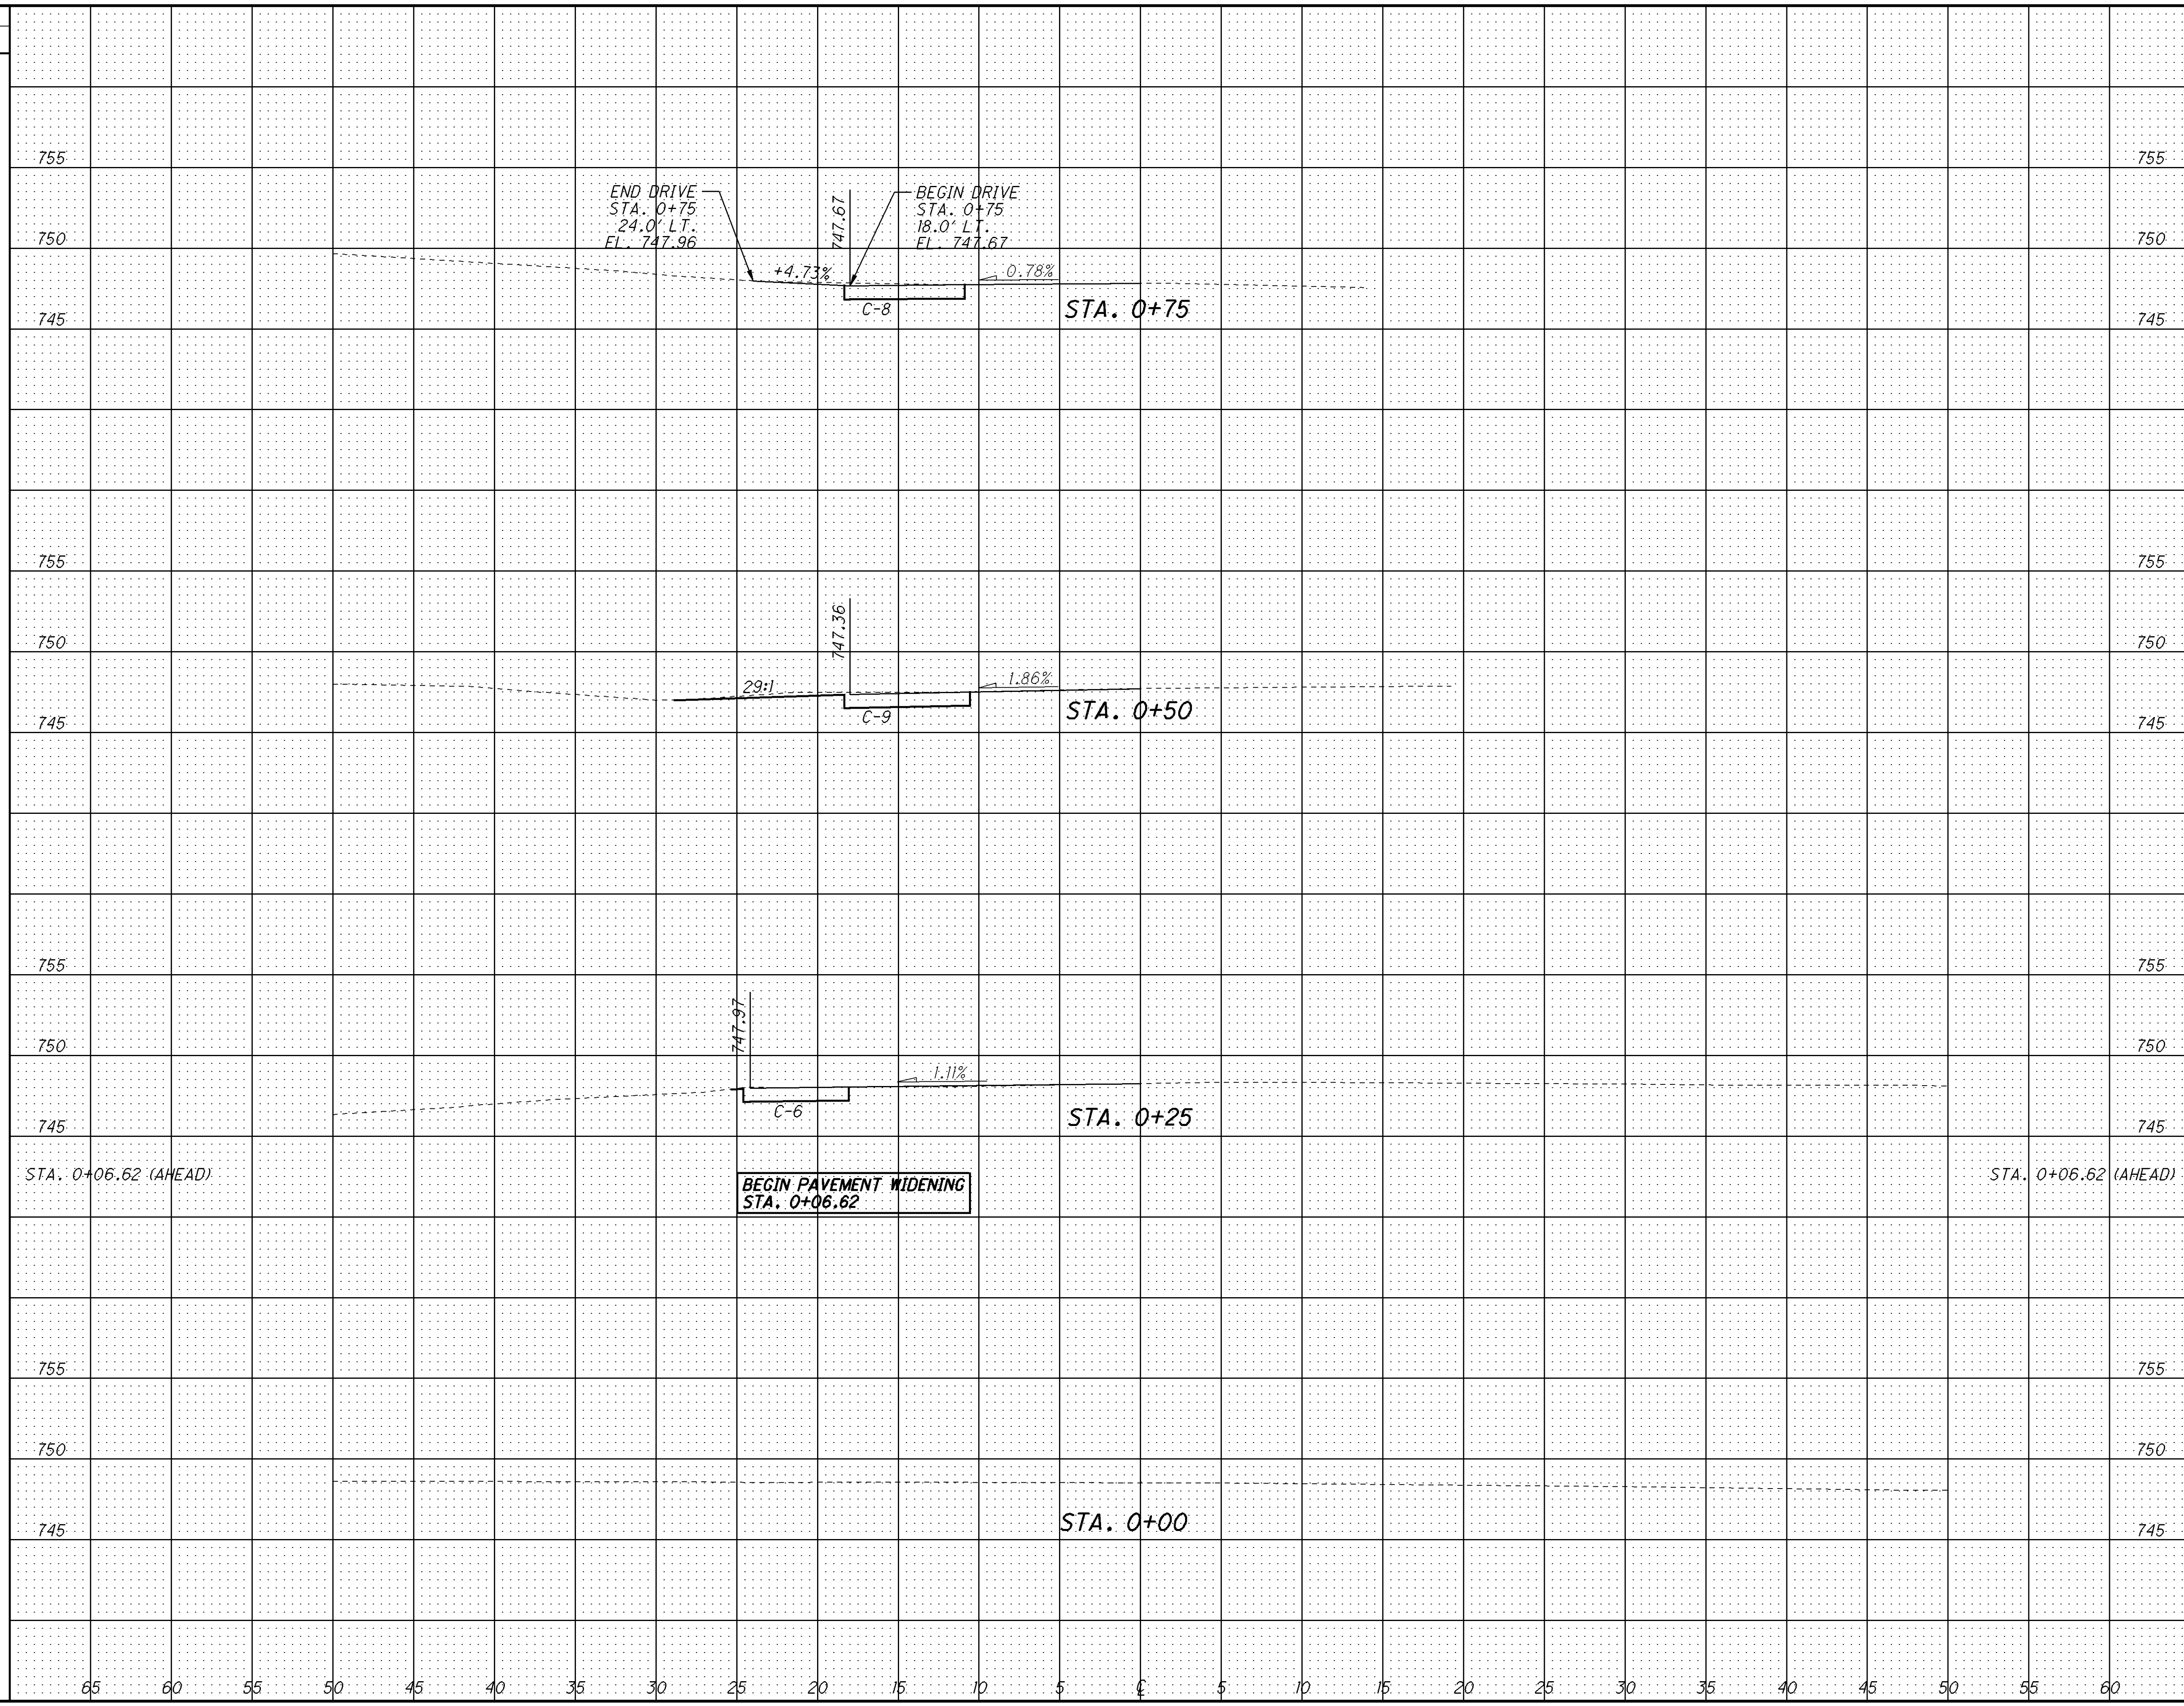 755 755
END DRIVE
STA. 0+75
24.0' LT.
EL. 747.96
747.67
BEGIN DRIVE
STA. 0+75
18.0' LT.
EL. 747.67
750 750
+4.73%
0.78%
C-8
STA. 0+75
745 745
755 755
747.36
750 750
29:1
1.86%
C-9
STA. 0+50
745 745
755 755
747.97
750 750
1.11%
C-6
STA. 0+25
745 745
STA. 0+06.62 (AHEAD)
BEGIN PAVEMENT WIDENING
STA. 0+06.62
STA. 0+06.62 (AHEAD)
755 755
750 750
STA. 0+00
745 745
65 60 55 50 45 40 35 30 25 20 15 10 5 ℄ 5 10 15 20 25 30 35 40 45 50 55 60